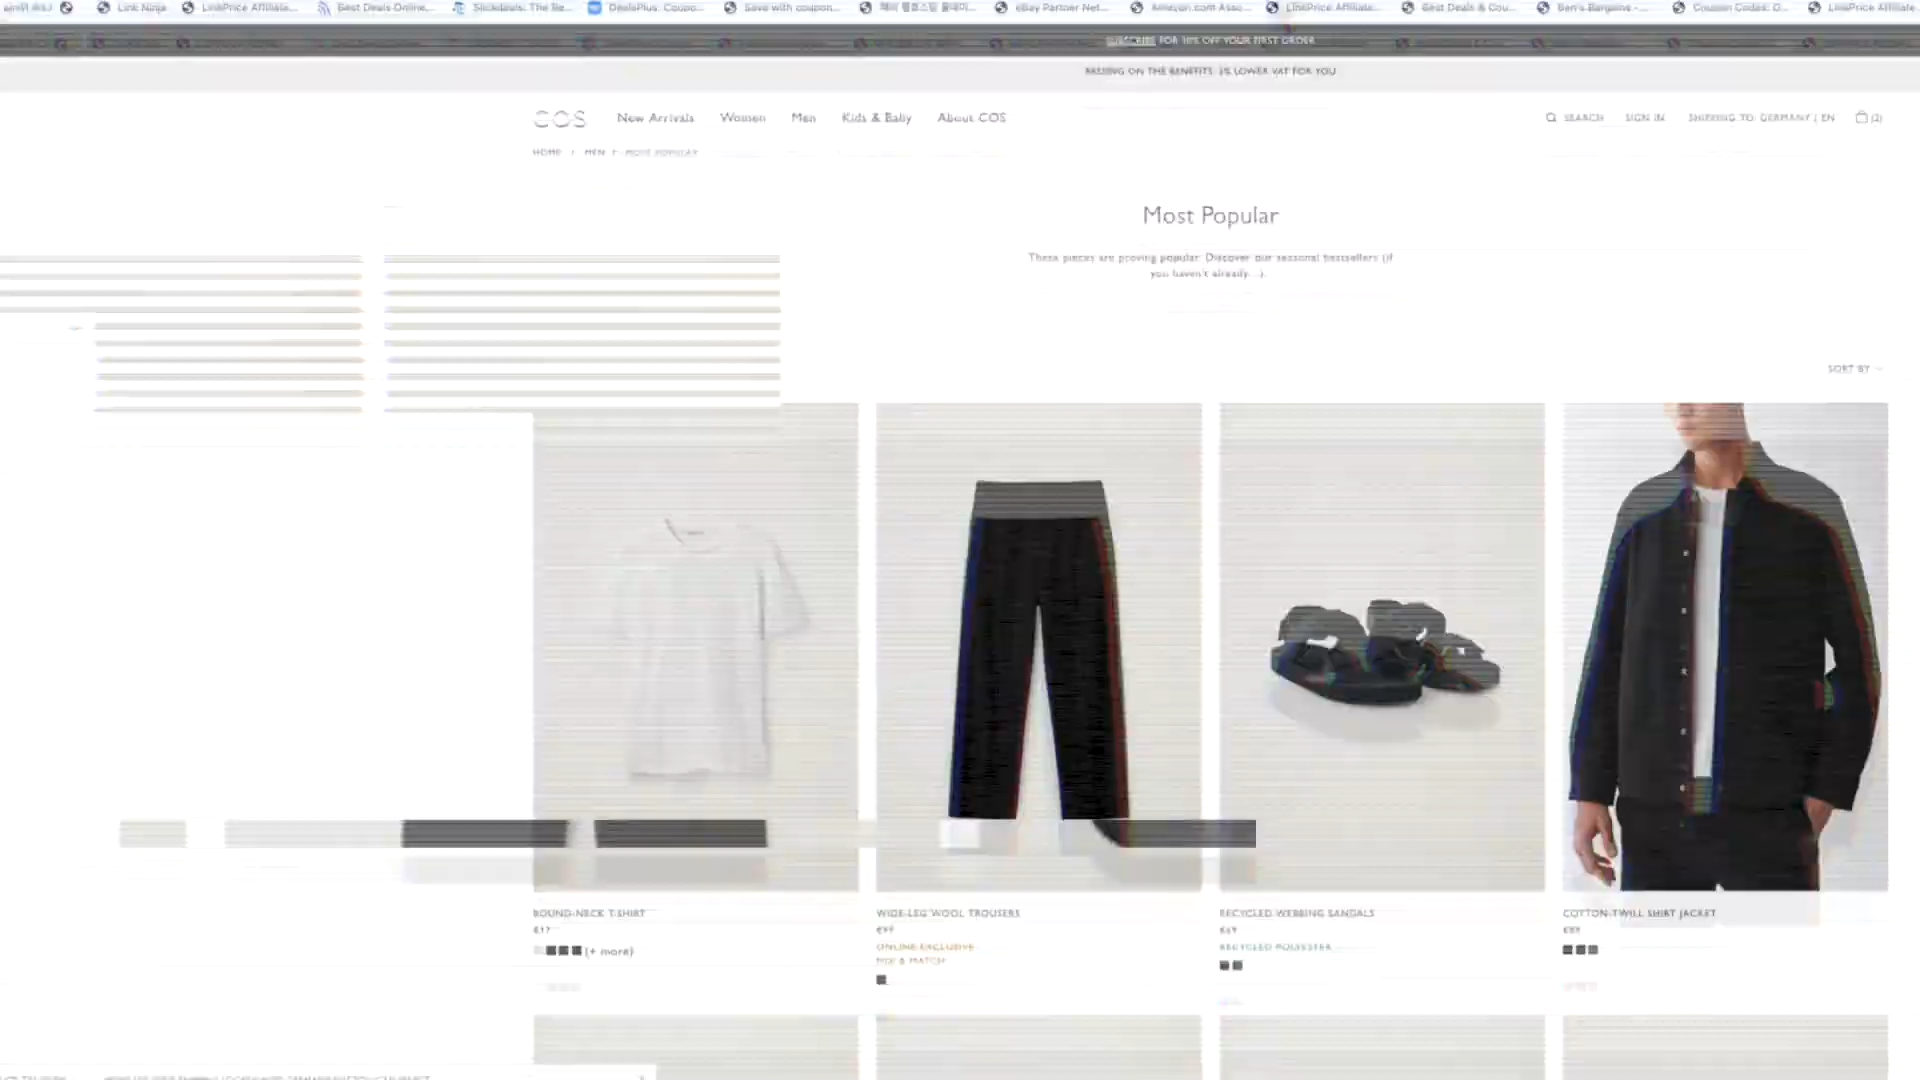 Link Ninja
LinkPrice Affiliate...
Best Deals Online,...
Slickdeals: The Be...
DealsPlus: Coupo...
Save with coupon...
eBay Partner Net...
Amazon.com Asso...
LinkPrice Affiliate...
Best Deals & Cou...
Ben's Bargains -...
Coupon Codes: D...
LinkPrice Affiliate
SUBSCRIBE FOR 10% OFF YOUR FIRST ORDER
PASSING ON THE BENEFITS: 3% LOWER VAT FOR YOU
COS
New Arrivals
Women
Men
Kids & Baby
About COS
SEARCH
SIGN IN
SHIPPING TO: GERMANY | EN
(2)
HOME / MEN / MOST POPULAR
Most Popular
These pieces are proving popular. Discover our seasonal bestsellers (if
you haven't already...).
SORT BY
ROUND-NECK T-SHIRT
€17
(+ more)
WIDE-LEG WOOL TROUSERS
€99
ONLINE EXCLUSIVE
MIX & MATCH
RECYCLED WEBBING SANDALS
€69
RECYCLED POLYESTER
COTTON-TWILL SHIRT JACKET
€89